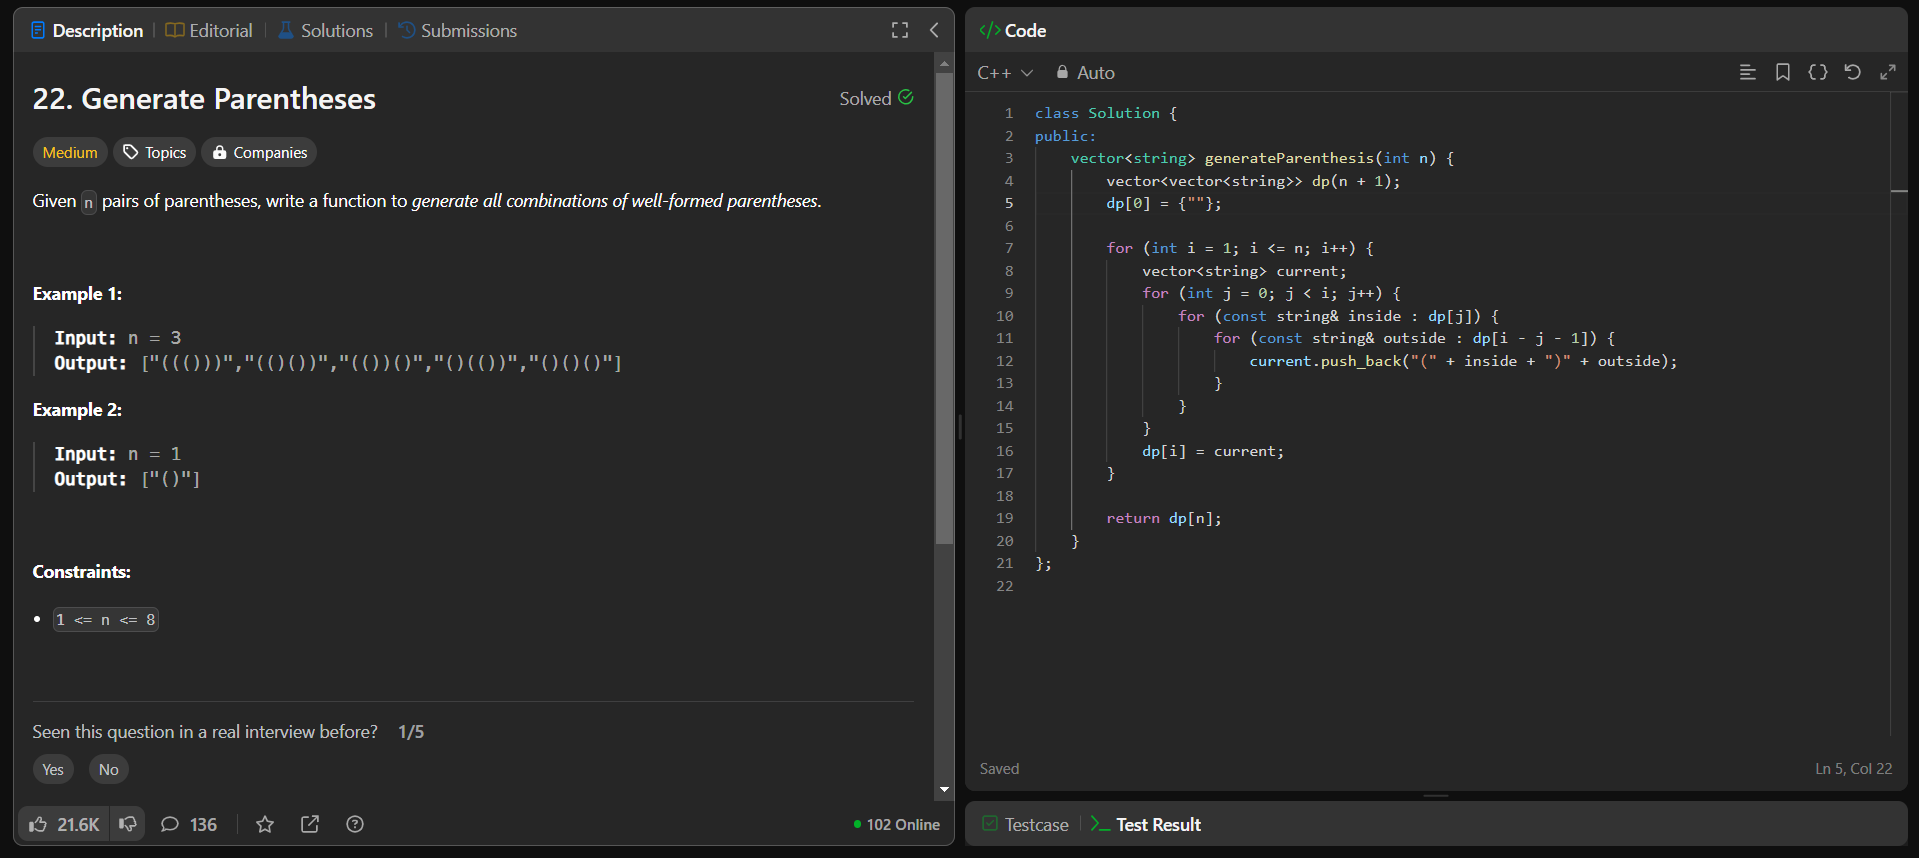 Description
Editorial
Solutions
Submissions
22. Generate Parentheses
Solved
Medium
Topics
Companies
Given n pairs of parentheses, write a function to generate all combinations of well-formed parentheses.
Example 1:
Input: n = 3
Output: ["((()))","(()())","(())()","()(())","()()()"]
Example 2:
Input: n = 1
Output: ["()"]
Constraints:
1 <= n <= 8
Seen this question in a real interview before? 1/5
Yes
No
21.6K
136
102 Online
</> Code
C++
Auto
1 class Solution {
2 public:
3     vector<string> generateParenthesis(int n) {
4         vector<vector<string>> dp(n + 1);
5         dp[0] = {""};
6
7         for (int i = 1; i <= n; i++) {
8             vector<string> current;
9             for (int j = 0; j < i; j++) {
10                 for (const string& inside : dp[j]) {
11                     for (const string& outside : dp[i - j - 1]) {
12                         current.push_back("(" + inside + ")" + outside);
13                     }
14                 }
15             }
16             dp[i] = current;
17         }
18
19         return dp[n];
20     }
21 };
22
Saved
Ln 5, Col 22
Testcase
Test Result